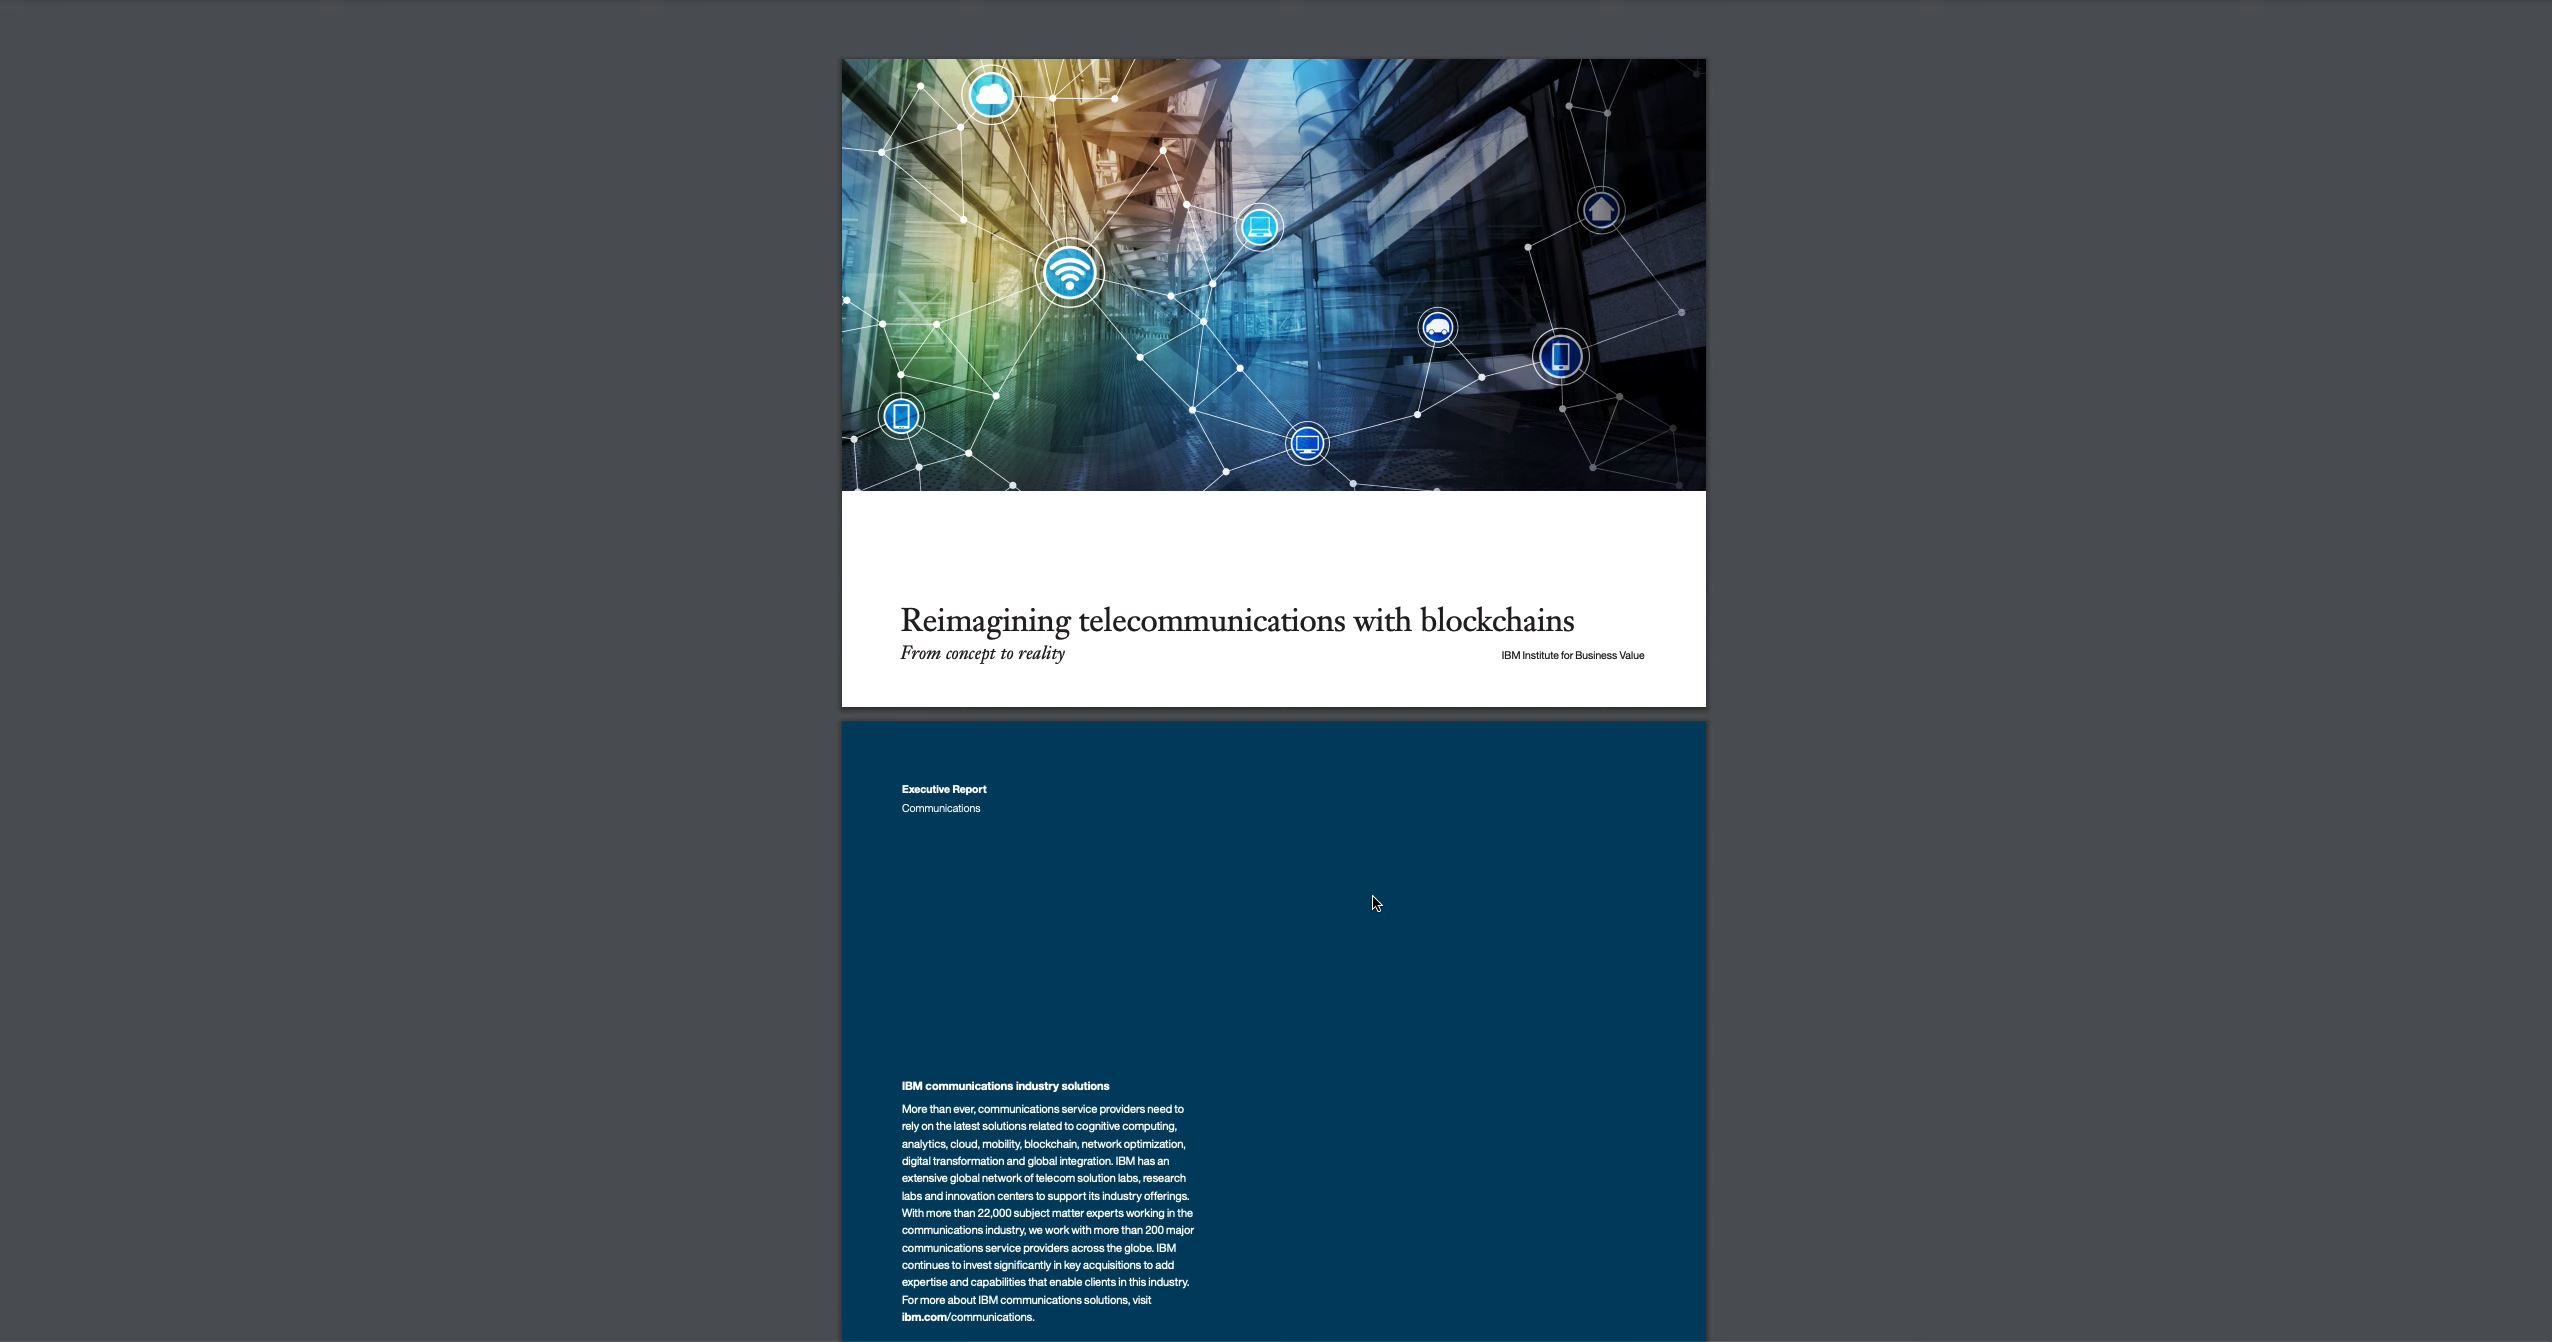 Reimagining telecommunications with blockchains
From concept to reality
IBM Institute for Business Value
Executive Report
Communications
IBM communications industry solutions
More than ever, communications service providers need to
rely on the latest solutions related to cognitive computing,
analytics, cloud, mobility, blockchain, network optimization,
digital transformation and global integration. IBM has an
extensive global network of telecom solution labs, research
labs and innovation centers to support its industry offerings.
With more than 22,000 subject matter experts working in the
communications industry, we work with more than 200 major
communications service providers across the globe. IBM
continues to invest significantly in key acquisitions to add
expertise and capabilities that enable clients in this industry.
For more about IBM communications solutions, visit
ibm.com/communications.